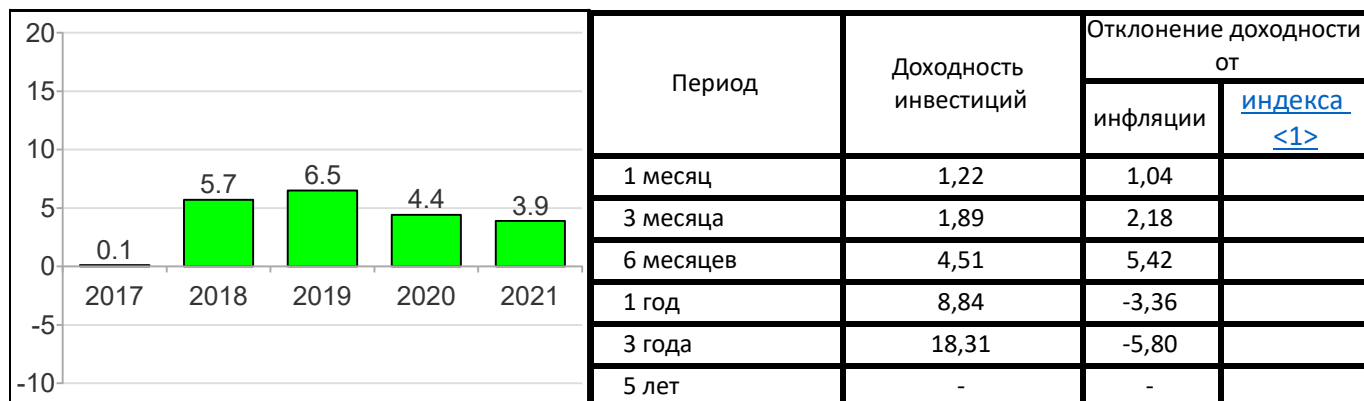 20
15
10
5
0
-5
-10
0.1
5.7
6.5
4.4
3.9
2017 2018 2019 2020 2021
Период
Доходность
инвестиций
Отклонение доходности
от
инфляции
индекса
<1>
1 месяц 1,22 1,04
3 месяца 1,89 2,18
6 месяцев 4,51 5,42
1 год 8,84 -3,36
3 года 18,31 -5,80
5 лет - -